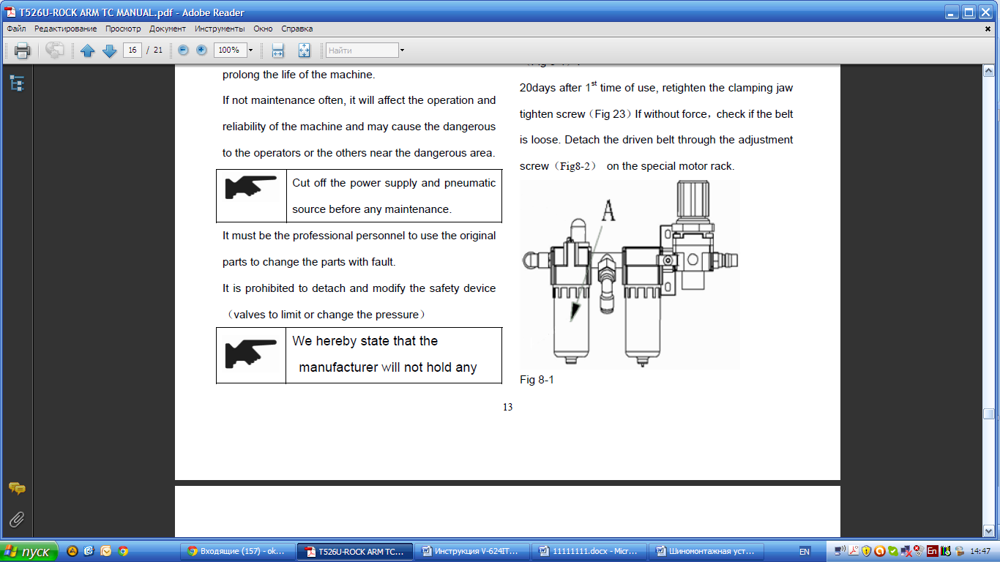 T526U-ROCK ARM TC MANUAL.pdf - Adobe Reader
Файл Редактирование Просмотр Документ Инструменты Окно Справка
16 / 21 100% Найти
prolong the life of the machine.
If not maintenance often, it will affect the operation and
reliability of the machine and may cause the dangerous
to the operators or the others near the dangerous area.
Cut off the power supply and pneumatic
source before any maintenance.
It must be the professional personnel to use the original
parts to change the parts with fault.
It is prohibited to detach and modify the safety device
（valves to limit or change the pressure）
We hereby state that the
manufacturer will not hold any
20days after 1st time of use, retighten the clamping jaw
tighten screw（Fig 23）If without force，check if the belt
is loose. Detach the driven belt through the adjustment
screw（Fig8-2） on the special motor rack.
A
Fig 8-1
13
пуск Входящие (157) - ok... T526U-ROCK ARM TC... Инструкция V-624IT... 11111111.docx - Micr... Шиномонтажная уст... EN En 14:47